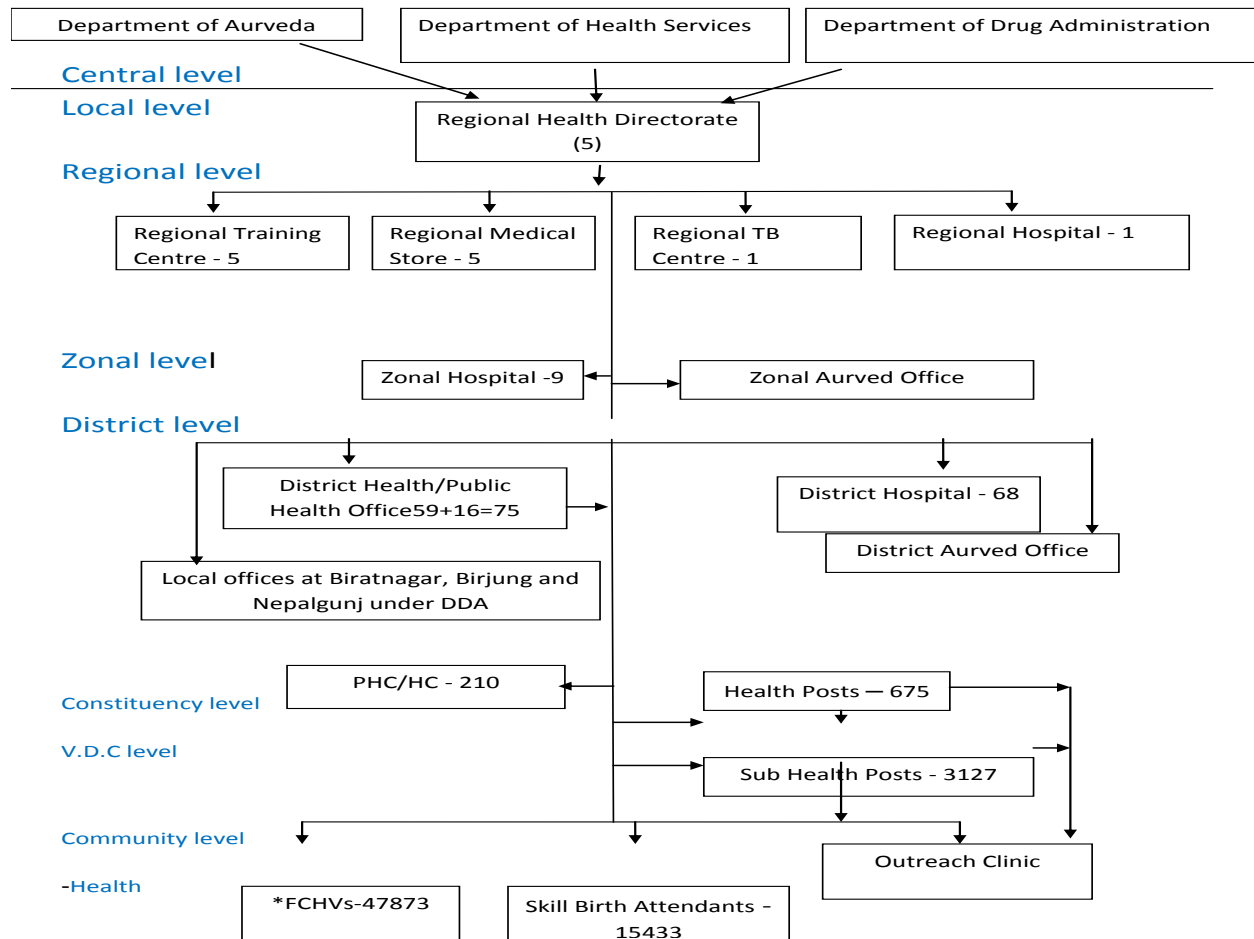 Department of Aurveda
Department of Health Services
Department of Drug Administration
Central level
Local level
Regional Health Directorate
(5)
Regional level
Regional Training
Centre - 5
Regional Medical
Store - 5
Regional TB
Centre - 1
Regional Hospital - 1
Zonal level
Zonal Hospital -9
Zonal Aurved Office
District level
District Health/Public
Health Office59+16=75
District Hospital - 68
District Aurved Office
Local offices at Biratnagar, Birjung and
Nepalgunj under DDA
PHC/HC - 210
Health Posts — 675
Constituency level
V.D.C level
Sub Health Posts - 3127
Community level
Outreach Clinic
-Health
*FCHVs-47873
Skill Birth Attendants -
15433